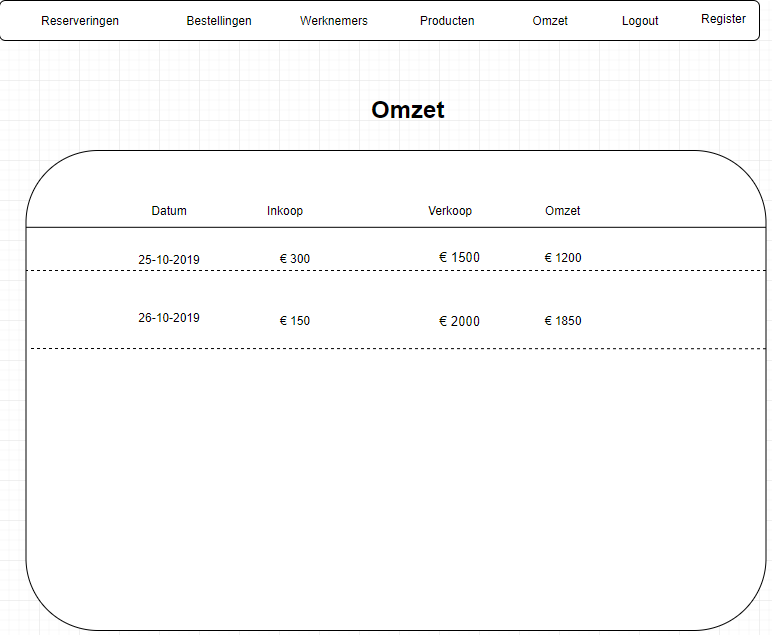 Reserveringen Bestellingen Werknemers Producten Omzet Logout Register
Omzet
Datum Inkoop Verkoop Omzet
25-10-2019 € 300 € 1500 € 1200
26-10-2019 € 150 € 2000 € 1850